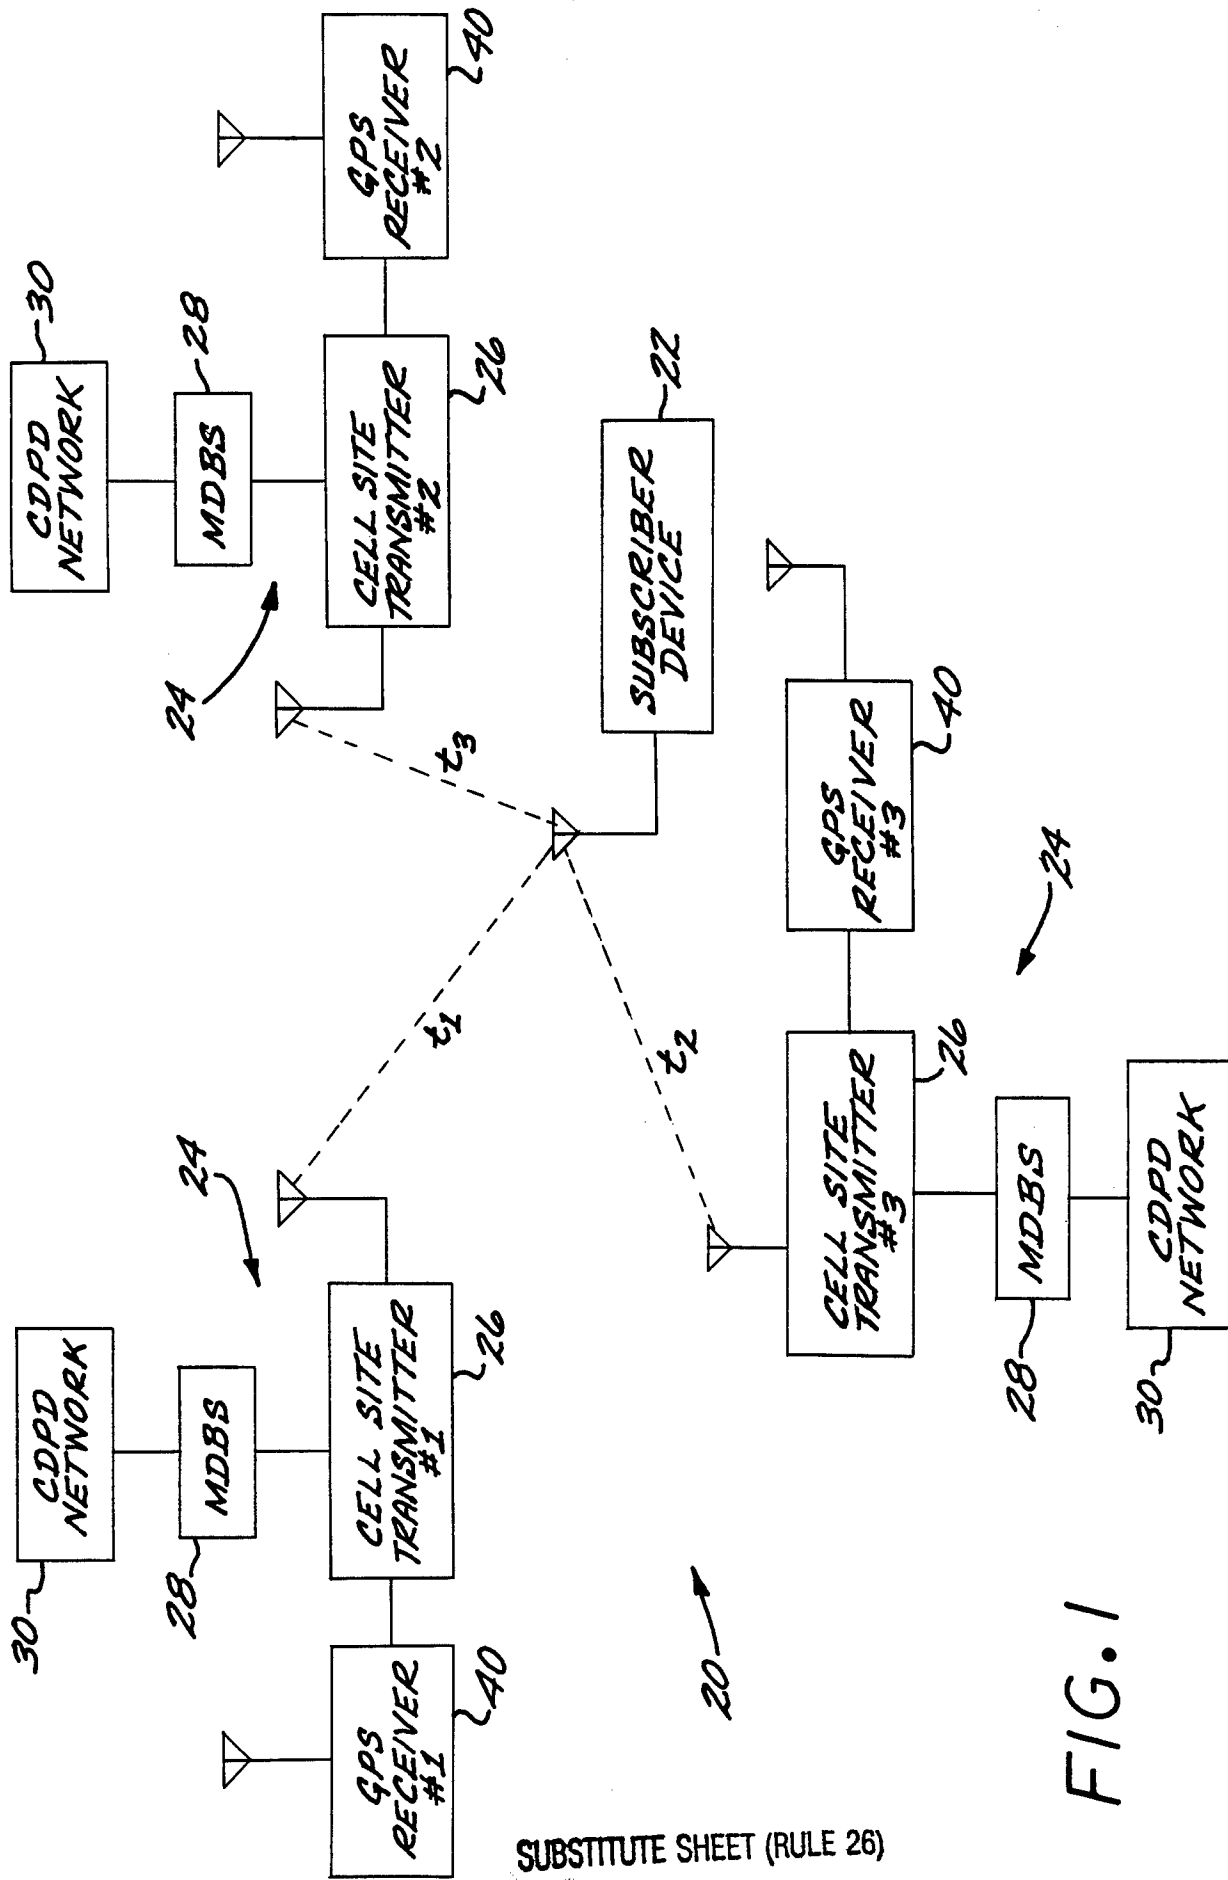 30
CDPD
NETWORK
28
MDBS
24
GPS
RECEIVER
#1
40
CELL SITE
TRANSMITTER
#1
26
t1
CDPD
NETWORK
30
MDBS
28
24
CELL SITE
TRANSMITTER
#2
26
GPS
RECEIVER
#2
40
t3
SUBSCRIBER
DEVICE
22
t2
20
CELL SITE
TRANSMITTER
#3
26
GPS
RECEIVER
#3
40
24
28
MDBS
30
CDPD
NETWORK
FIG. 1
SUBSTITUTE SHEET (RULE 26)